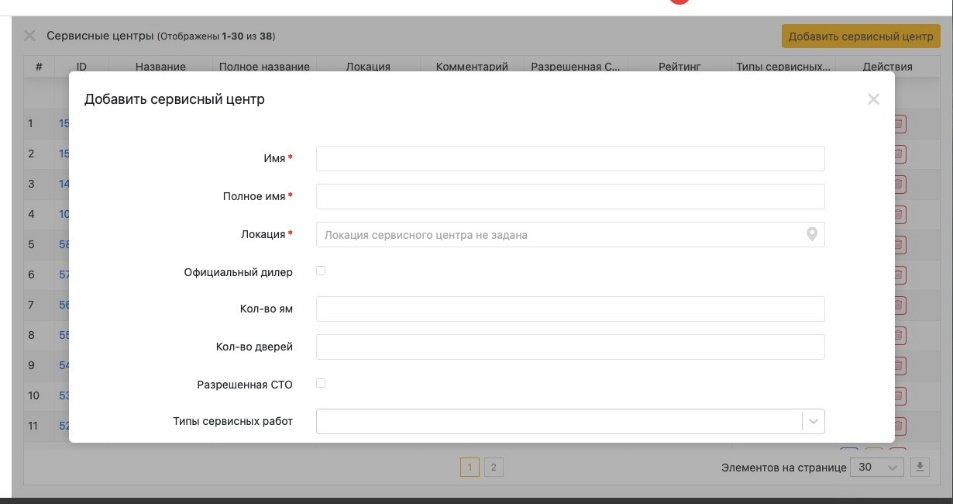 Сервисные центры (Отображены 1-30 из 38)
Добавить сервисный центр
# ID Название Полное название Локация Комментарий Разрешенная С... Рейтинг Типы сервисных... Действия
Добавить сервисный центр
1 15
Имя *
2 15
3 14
Полное имя *
4 10
Локация * Локация сервисного центра не задана
5 58
6 57
Официальный дилер
7 56
Кол-во ям
8 55
Кол-во дверей
9 54
Разрешенная СТО
10 53
11 52
Типы сервисных работ
1 2
Элементов на странице 30